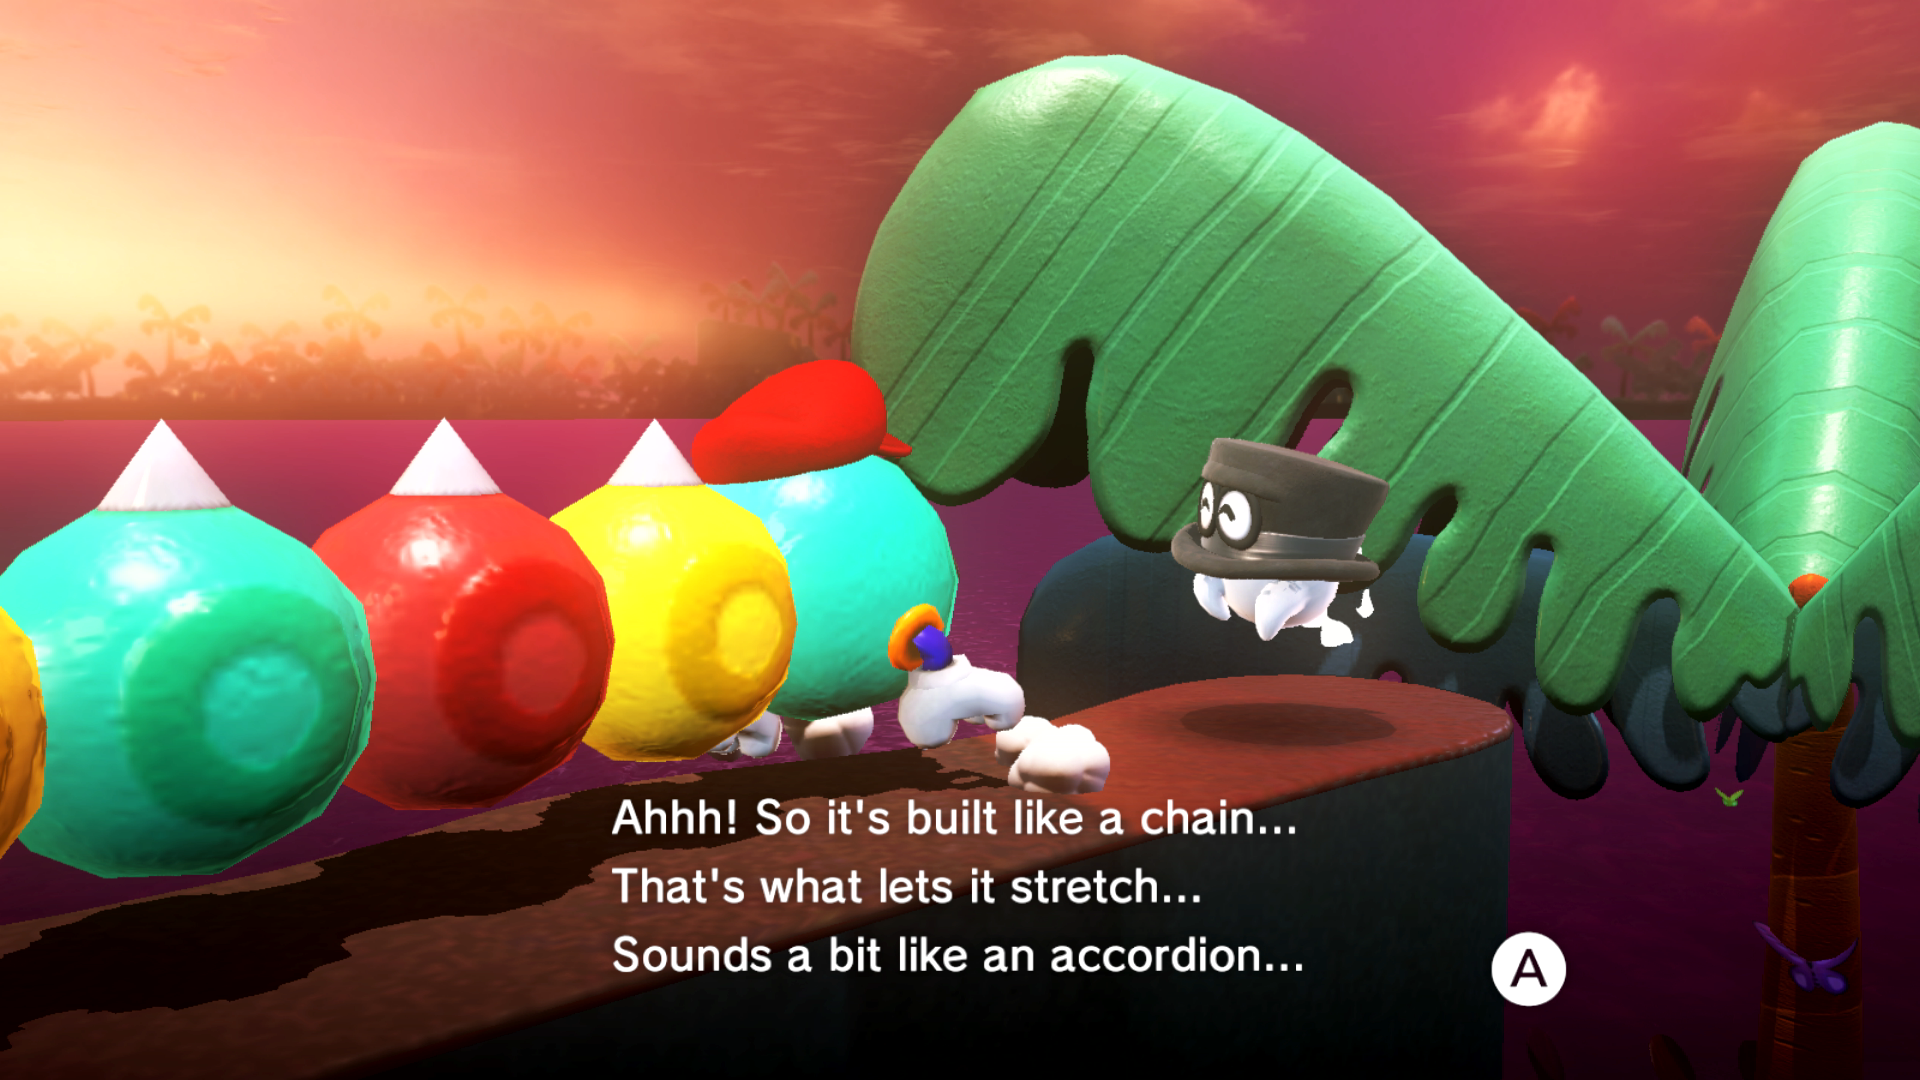 Ahhh! So it's built like a chain...
That's what lets it stretch...
Sounds a bit like an accordion...
A